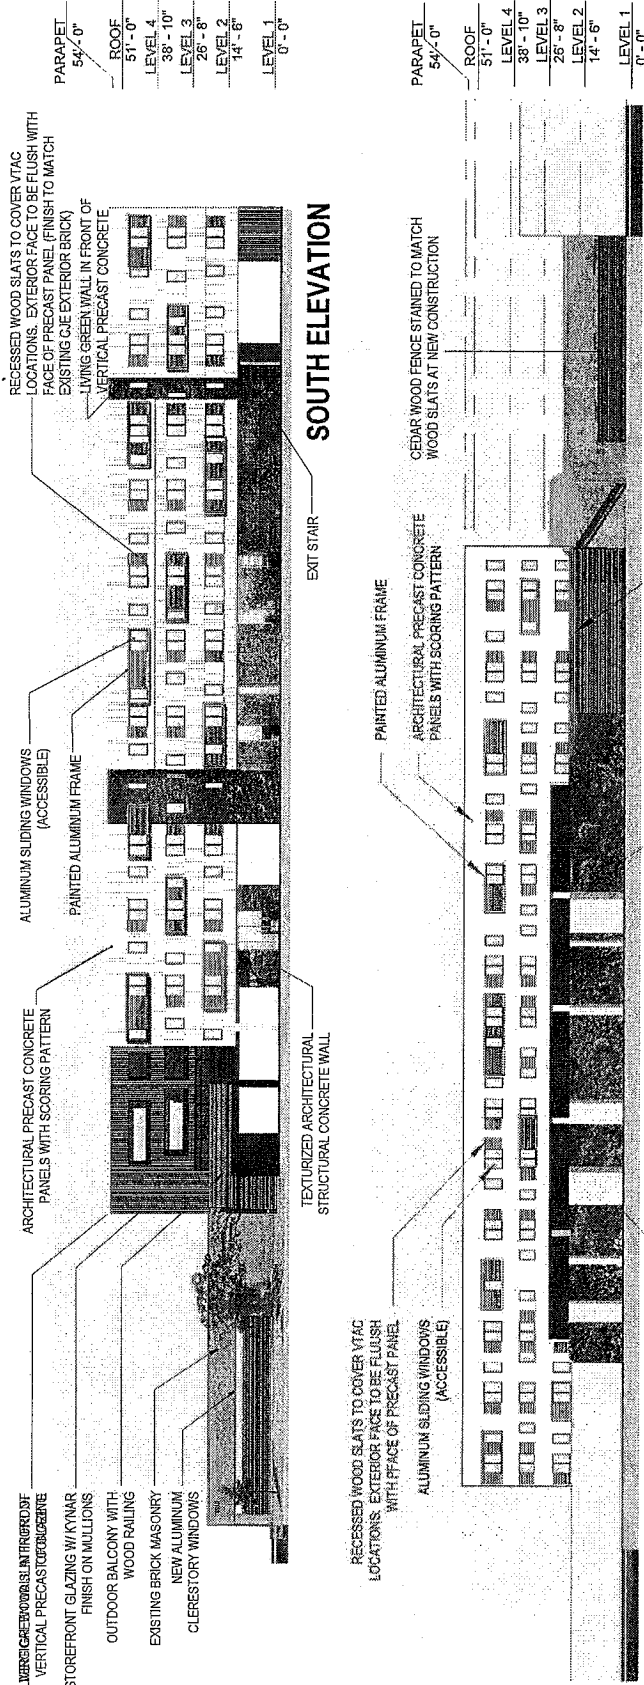 VERTICAL PRECAST CONCRETE
STOREFRONT GLAZING W/ KYNAR
FINISH ON MULLIONS
OUTDOOR BALCONY WITH
WOOD RAILING
EXISTING BRICK MASONRY
NEW ALUMINUM
CLERESTORY WINDOWS
ARCHITECTURAL PRECAST CONCRETE
PANELS WITH SCORING PATTERN
TEXTURIZED ARCHITECTURAL
STRUCTURAL CONCRETE WALL
ALUMINUM SLIDING WINDOWS
(ACCESSIBLE)
PAINTED ALUMINUM FRAME
RECESSED WOOD SLATS TO COVER VTAC
LOCATIONS. EXTERIOR FACE TO BE FLUSH WITH
FACE OF PRECAST PANEL (FINISH TO MATCH
EXISTING CJE EXTERIOR BRICK)
LIVING GREEN WALL IN FRONT OF
VERTICAL PRECAST CONCRETE
EXIT STAIR
SOUTH ELEVATION
PARAPET
54' - 0"
ROOF
51' - 0"
LEVEL 4
38' - 10"
LEVEL 3
26' - 8"
LEVEL 2
14' - 6"
LEVEL 1
0' - 0"
RECESSED WOOD SLATS TO COVER VTAC
LOCATIONS. EXTERIOR FACE TO BE FLUUSH
WITH PFACE OF PRECAST PANEL
ALUMINUM SLIDING WINDOWS
(ACCESSIBLE)
PAINTED ALUMINUM FRAME
ARCHITECTURAL PRECAST CONCRETE
PANELS WITH SCORING PATTERN
CEDAR WOOD FENCE STAINED TO MATCH
WOOD SLATS AT NEW CONSTRUCTION
PARAPET
54' - 0"
ROOF
51' - 0"
LEVEL 4
38' - 10"
LEVEL 3
26' - 8"
LEVEL 2
14' - 6"
LEVEL 1
0' - 0"